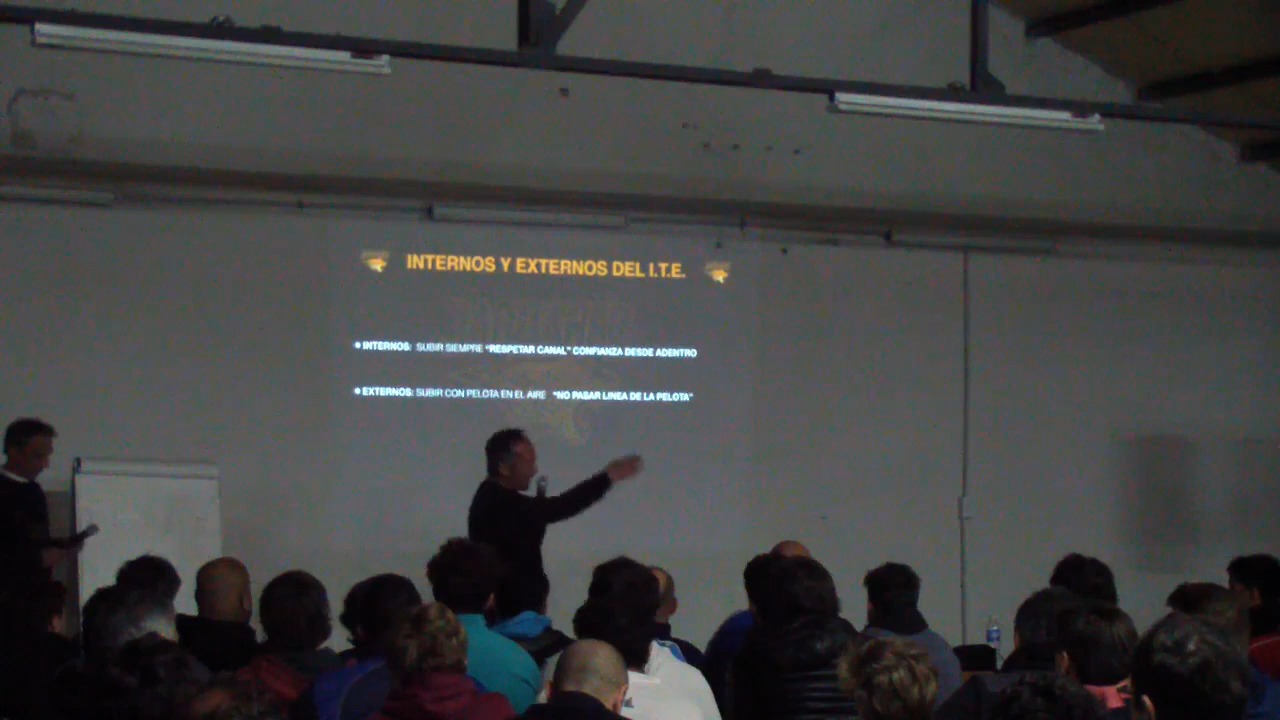 INTERNOS Y EXTERNOS DEL I.T.E.
INTERNOS: SUBIR SIEMPRE "RESPETAR CANAL" CONFIANZA DESDE ADENTRO
EXTERNOS: SUBIR CON PELOTA EN EL AIRE "NO PASAR LINEA DE LA PELOTA"